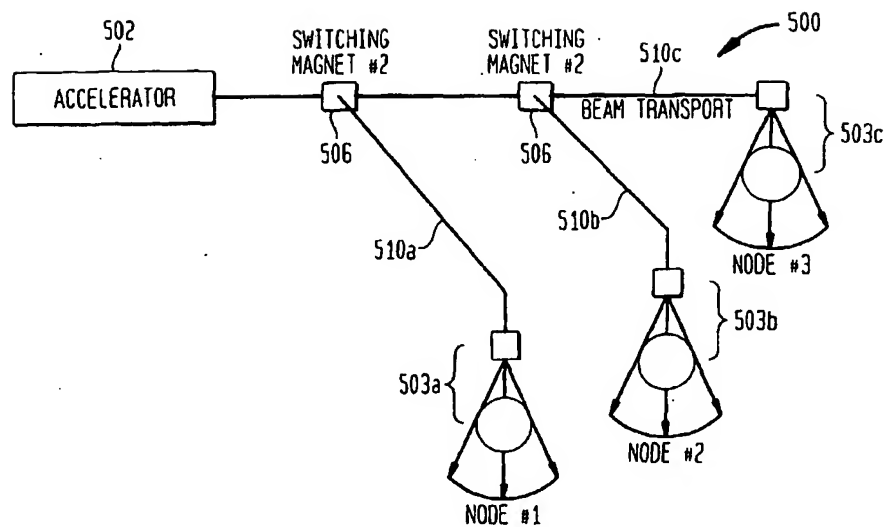 502
SWITCHING
MAGNET #2
SWITCHING
MAGNET #2
510c
500
ACCELERATOR
BEAM TRANSPORT
506
506
503c
510a
510b
NODE #3
503b
503a
NODE #2
NODE #1